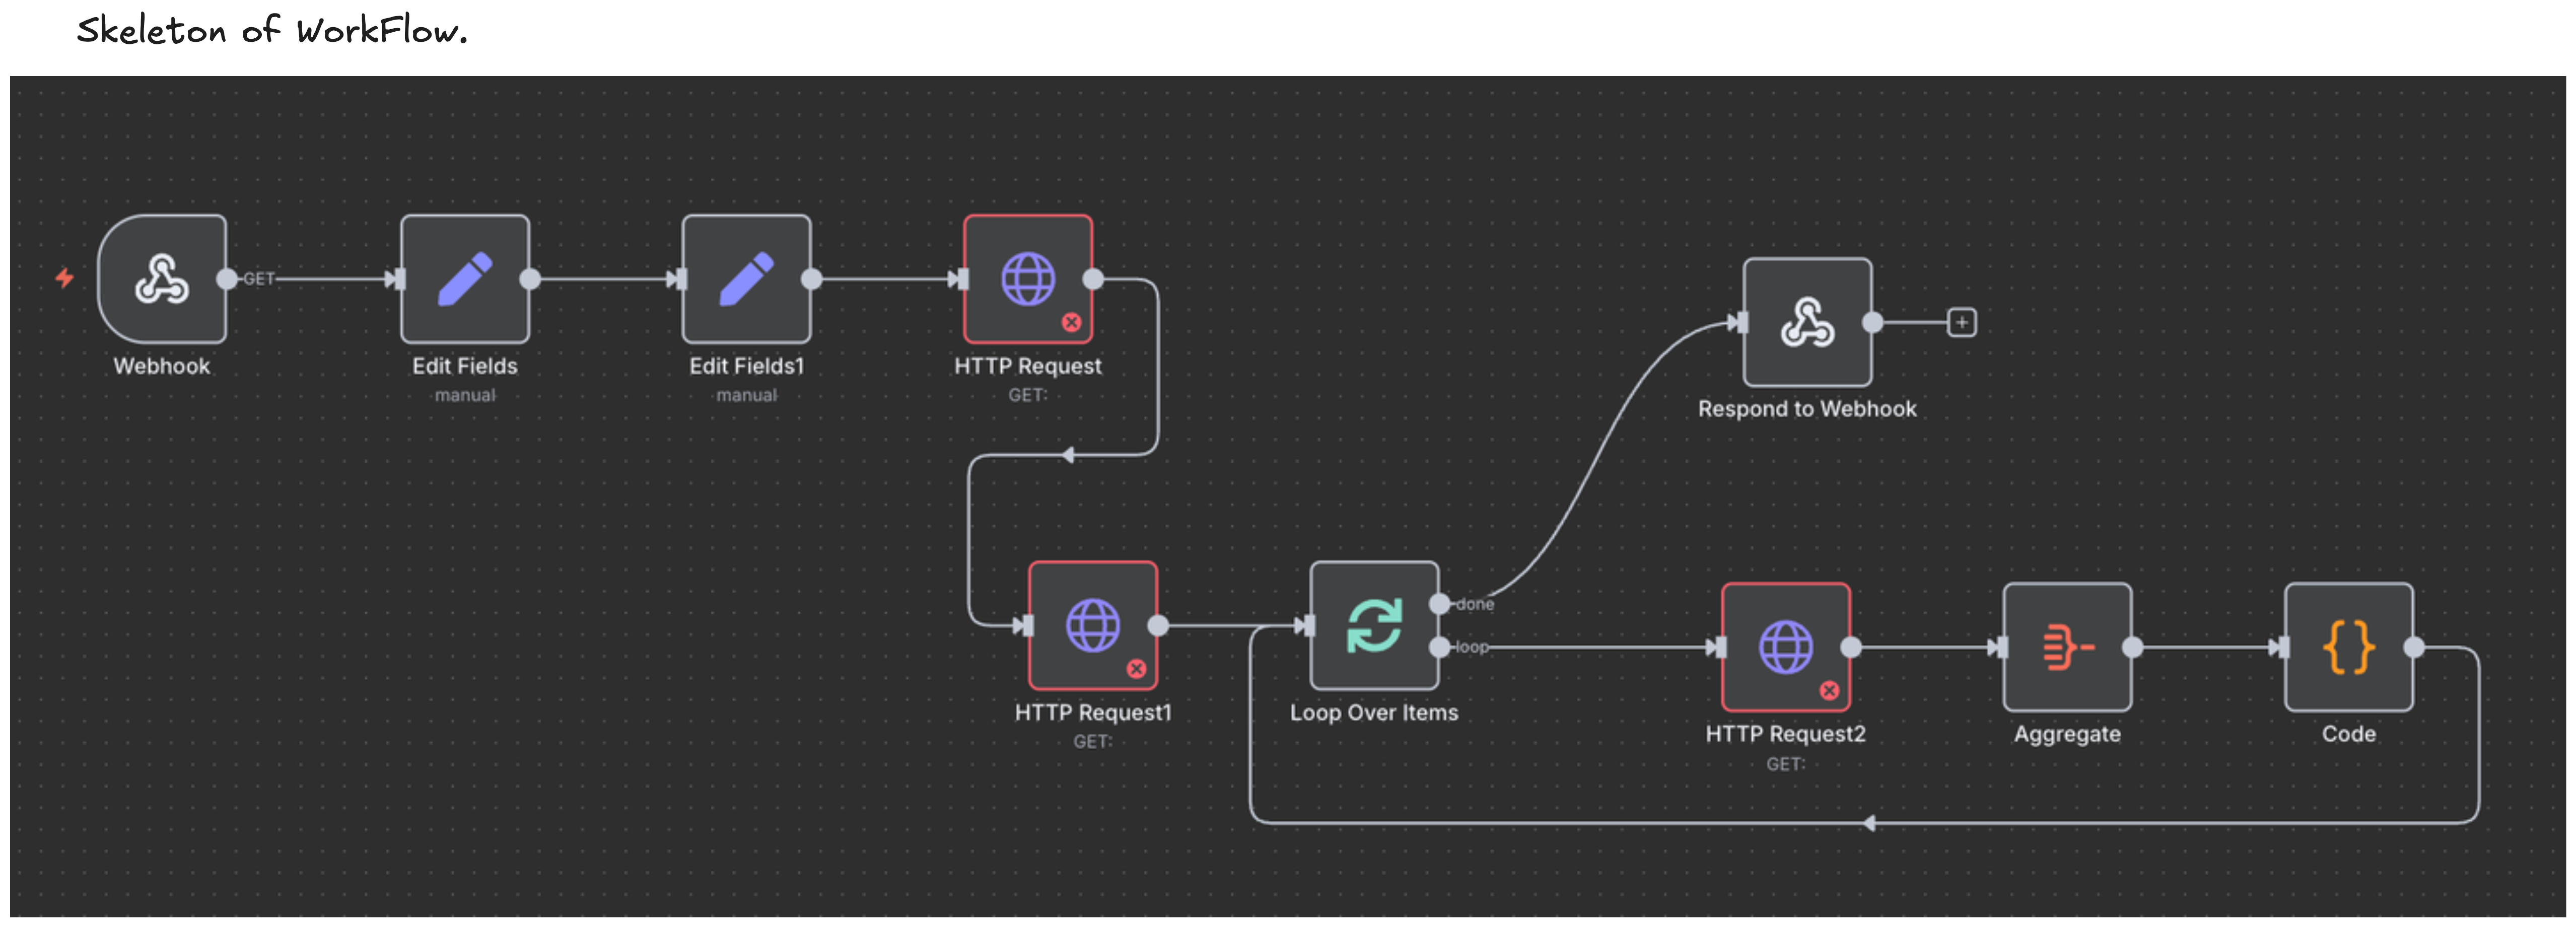 Skeleton of WorkFlow.
GET
Webhook
Edit Fields
manual
Edit Fields1
manual
HTTP Request
GET:
Respond to Webhook
HTTP Request1
GET:
Loop Over Items
done
loop
HTTP Request2
GET:
Aggregate
Code